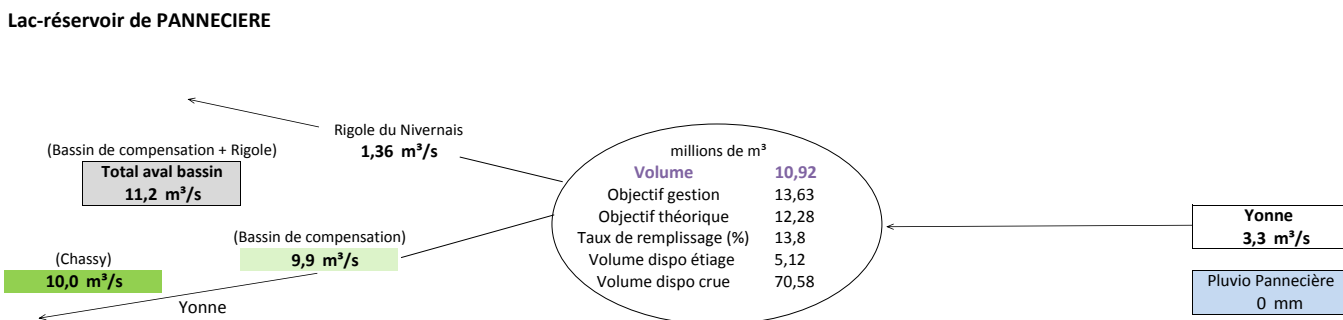 Lac-réservoir de PANNECIERE
Rigole du Nivernais
1,36 m³/s
(Bassin de compensation + Rigole)
Total aval bassin
11,2 m³/s
millions de m³
Volume 10,92
Objectif gestion 13,63
Objectif théorique 12,28
Taux de remplissage (%) 13,8
Volume dispo étiage 5,12
Volume dispo crue 70,58
Yonne
3,3 m³/s
(Bassin de compensation)
9,9 m³/s
(Chassy)
10,0 m³/s
Yonne
Pluvio Pannecière
0 mm